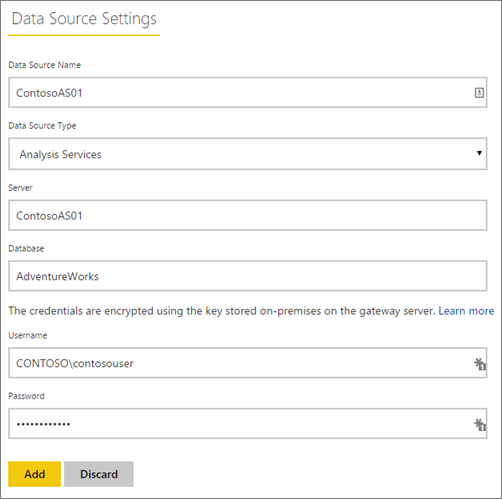 Data Source Settings
Data Source Name
ContosoAS01
Data Source Type
Analysis Services
Server
ContosoAS01
Database
AdventureWorks
The credentials are encrypted using the key stored on-premises on the gateway server. Learn more
Username
CONTOSO\contosouser
1
Password
••••••••••••
1
Add Discard